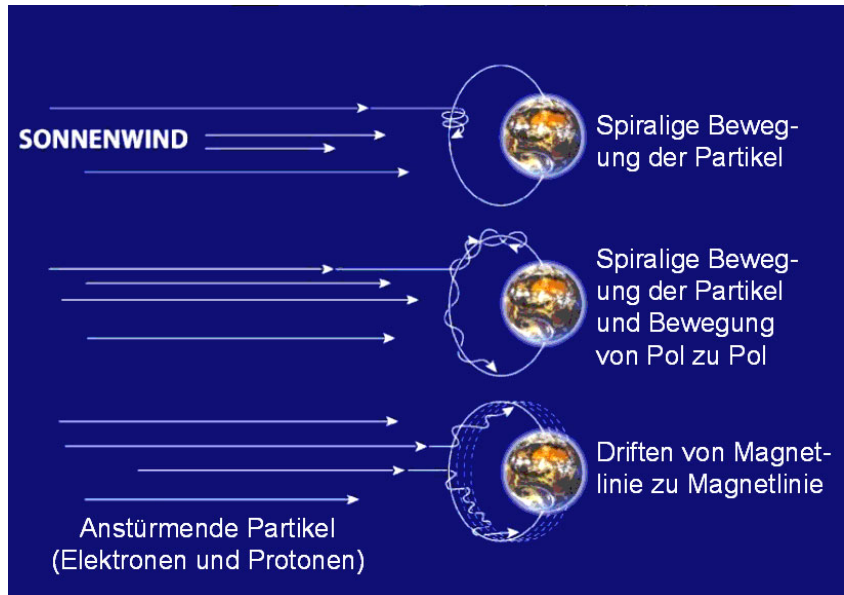 SONNENWIND
Spiralige Beweg-
ung der Partikel
Spiralige Beweg-
ung der Partikel
und Bewegung
von Pol zu Pol
Driften von Magnet-
linie zu Magnetlinie
Anstürmende Partikel
(Elektronen und Protonen)